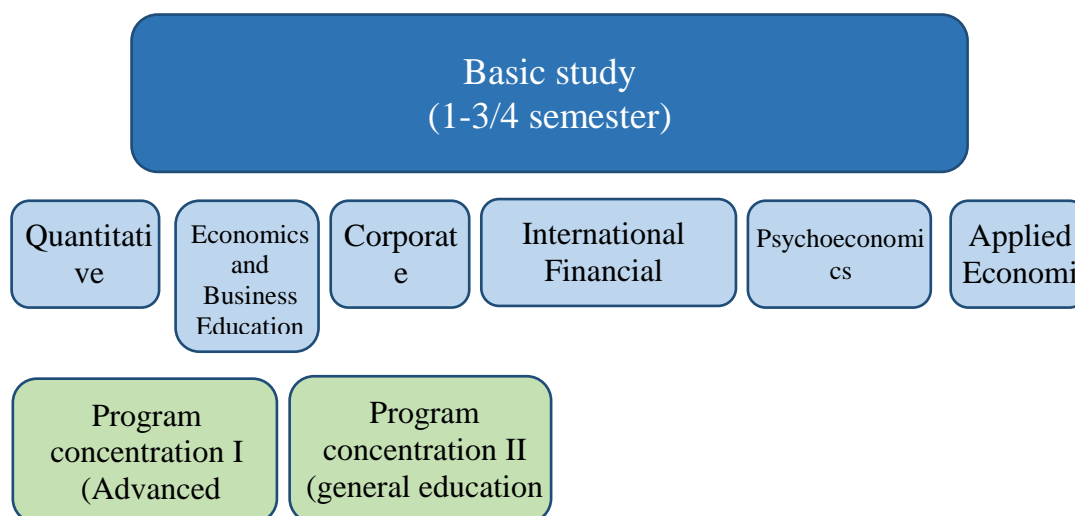 Basic study
(1-3/4 semester)
Quantitati
ve
Economics
and
Business
Education
Corporat
e
International
Financial
Psychoeconomi
cs
Applied
Economi
Program
concentration I
(Advanced
Program
concentration II
(general education